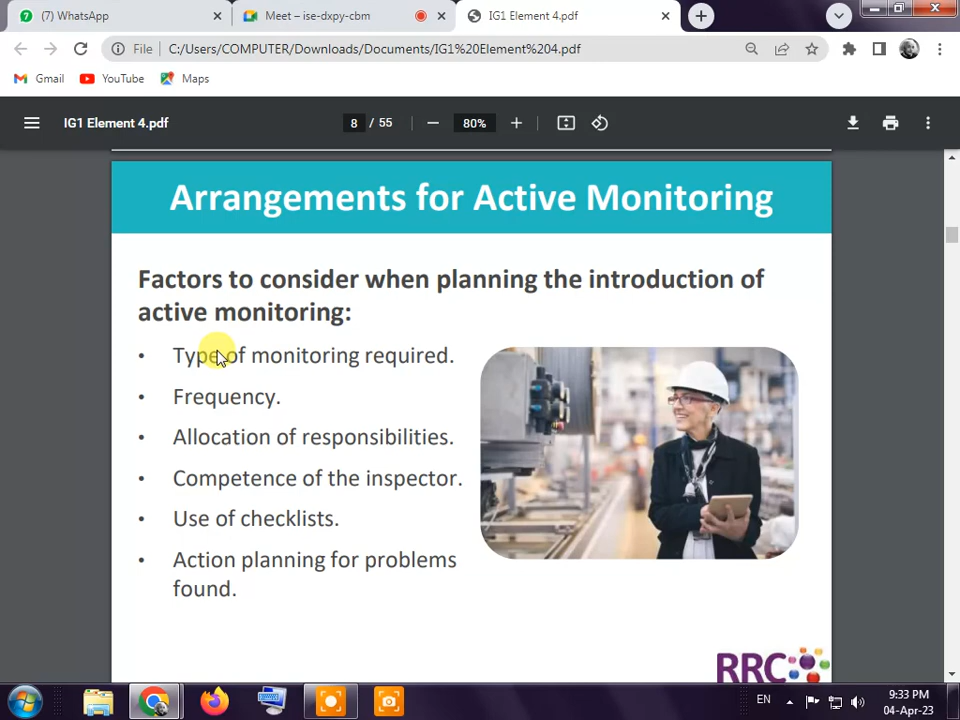 (7) WhatsApp
Meet – ise-dxpy-cbm
IG1 Element 4.pdf
File C:/Users/COMPUTER/Downloads/Documents/IG1%20Element%204.pdf
Gmail YouTube Maps
IG1 Element 4.pdf 8 / 55 80%
Arrangements for Active Monitoring
Factors to consider when planning the introduction of
active monitoring:
• Type of monitoring required.
• Frequency.
• Allocation of responsibilities.
• Competence of the inspector.
• Use of checklists.
• Action planning for problems
found.
RRC
EN
9:33 PM
04-Apr-23